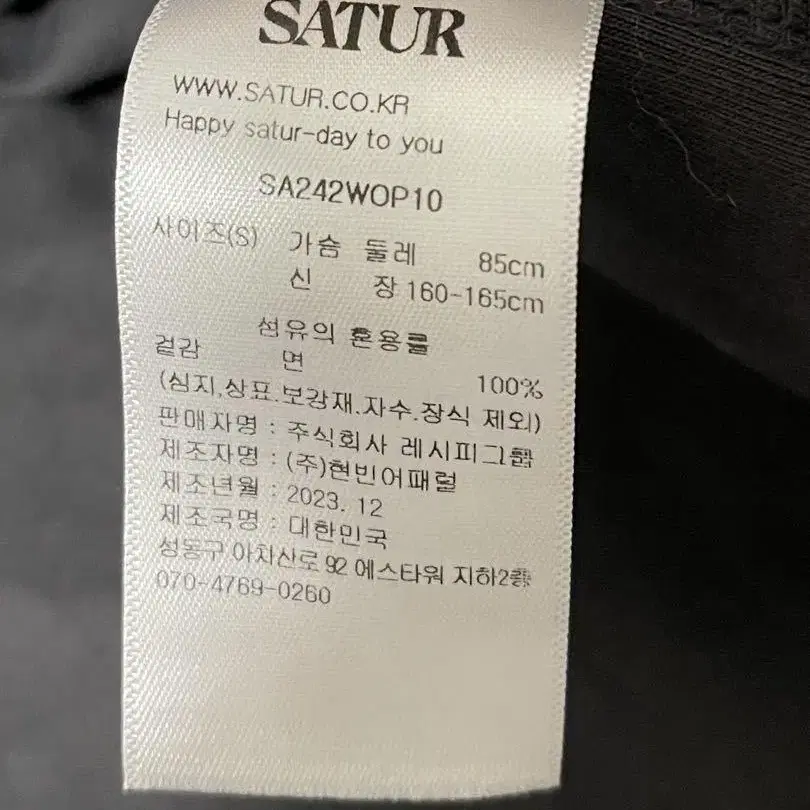 SATUR
WWW.SATUR.CO.KR
Happy satur-day to you
SA242WOP10
사이즈(S) 가슴 둘레 85cm
신 장 160-165cm
섬유의 혼용률
겉감 면 100%
(심지,상표.보강재.자수.장식 제외)
판매자명 : 주식회사 레시피그룹
제조자명 : (주)현빈어패럴
제조년월 : 2023. 12
제조국명 : 대한민국
성동구 아차산로 92 에스타워 지하2층
070-4769-0260